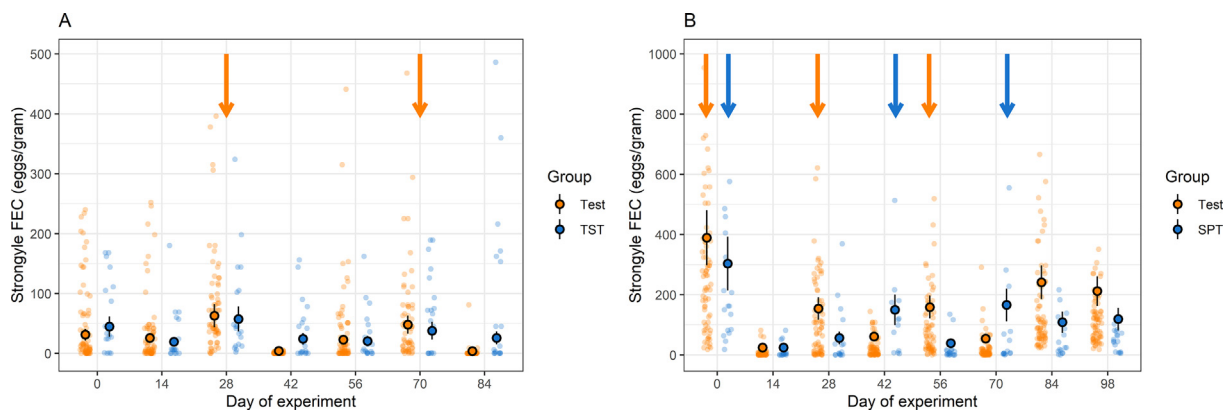 A
Strongyle FEC (eggs/gram)
500
400
300
200
100
0
0 14 28 42 56 70 84
Day of experiment
Group
Test
TST
B
Strongyle FEC (eggs/gram)
1000
800
600
400
200
0
0 14 28 42 56 70 84 98
Day of experiment
Group
Test
SPT